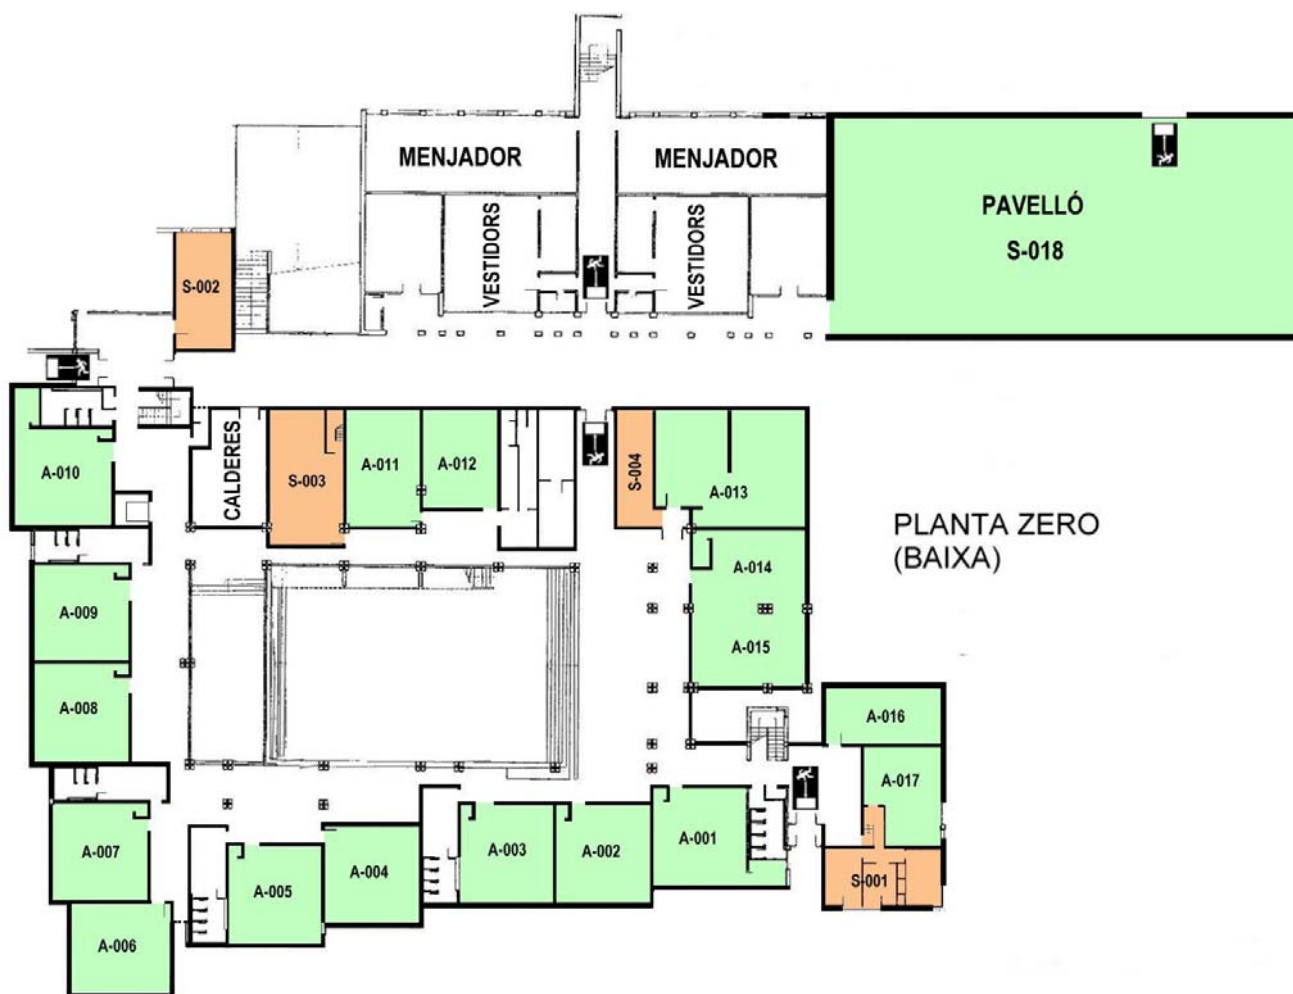 MENJADOR
MENJADOR
VESTIDORS
VESTIDORS
PAVELLÓ
S-018
S-002
A-010
CALDERES
S-003
A-011
A-012
S-004
A-013
PLANTA ZERO
(BAIXA)
A-014
A-009
A-015
A-008
A-016
A-017
A-007
A-003
A-002
A-001
A-004
A-005
S-001
A-006